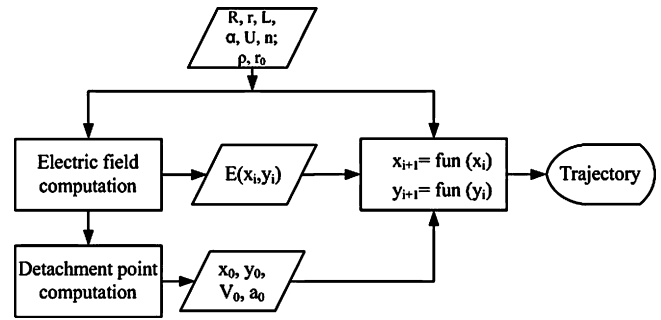 R, r, L,
α, U, n;
ρ, r₀
Electric field
computation
E(xᵢ,yᵢ)
xᵢ₊₁= fun (xᵢ)
yᵢ₊₁= fun (yᵢ)
Trajectory
Detachment point
computation
x₀, y₀,
V₀, a₀